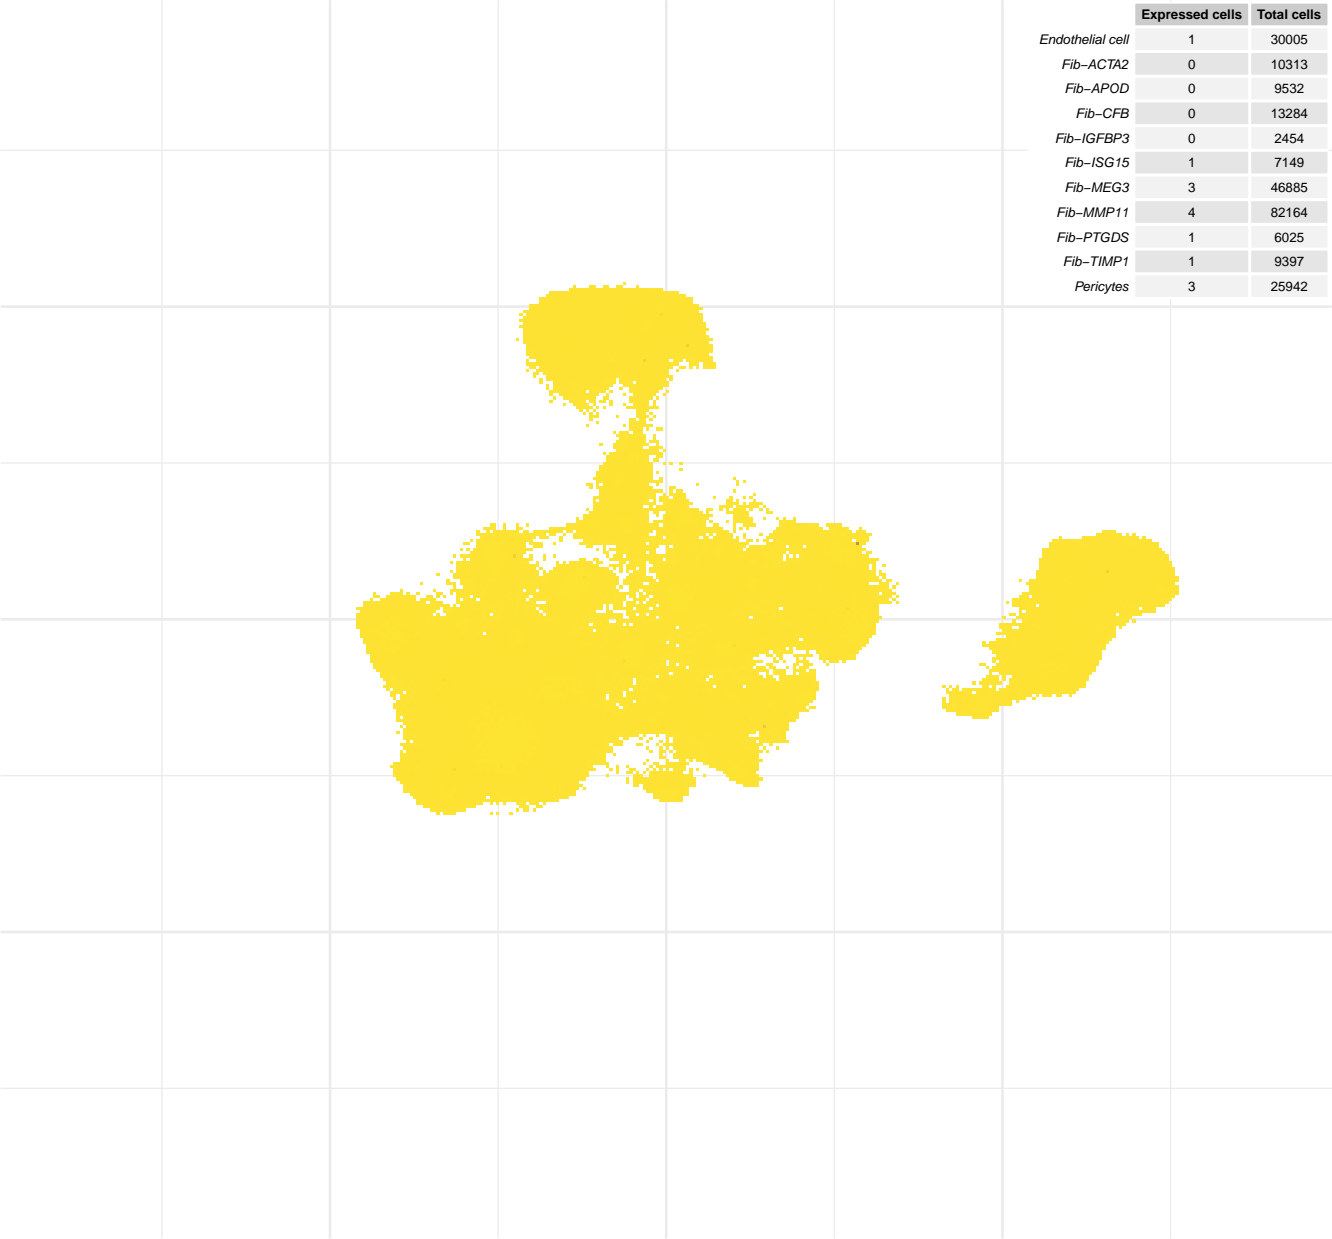 Expressed cells Total cells
Endothelial cell 1 30005
Fib−ACTA2 0 10313
Fib−APOD 0 9532
Fib−CFB 0 13284
Fib−IGFBP3 0 2454
Fib−ISG15 1 7149
Fib−MEG3 3 46885
Fib−MMP11 4 82164
Fib−PTGDS 1 6025
Fib−TIMP1 1 9397
Pericytes 3 25942